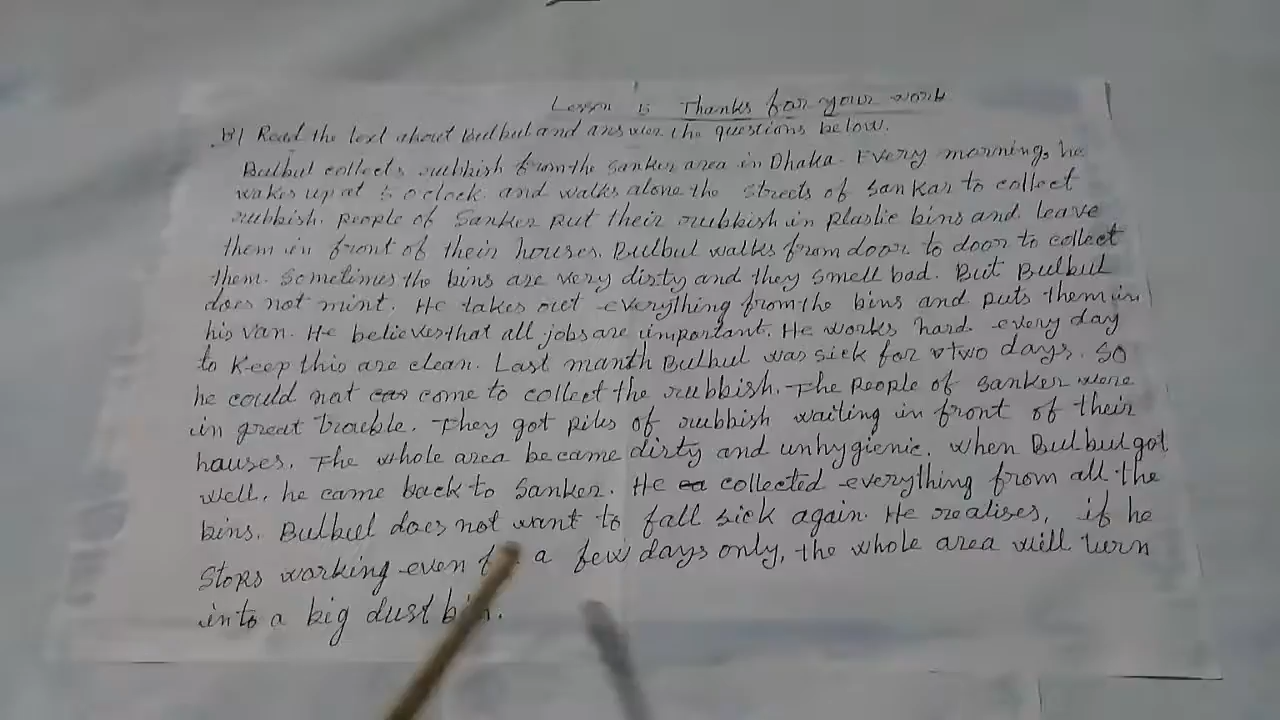 Lesson 15 Thanks for your work
B) Read the text about Bulbul and answer the questions below.
Bulbul collects rubbish from the Sanker area in Dhaka. Every morning, he
wakes up at 5 o'clock and walks alone the streets of Sankar to collect
rubbish. People of Sanker put their rubbish in plastic bins and leave
them in front of their houses. Bulbul walks from door to door to collect
them. Sometimes the bins are very dirty and they smell bad. But Bulbul
does not mint. He takes out everything from the bins and puts them in
his van. He believes that all jobs are important. He works hard every day
to keep this are clean. Last manth Bulbul was sick for two days. So
he could not come to collect the rubbish. The people of Sanker were
in great trouble. They got piles of rubbish waiting in front of their
houses. The whole area became dirty and unhygienic. When Bulbul got
well, he came back to Sanker. He collected everything from all the
bins. Bulbul does not want to fall sick again. He realises, if he
stops working even a few days only, the whole area will turn
into a big dust bin.